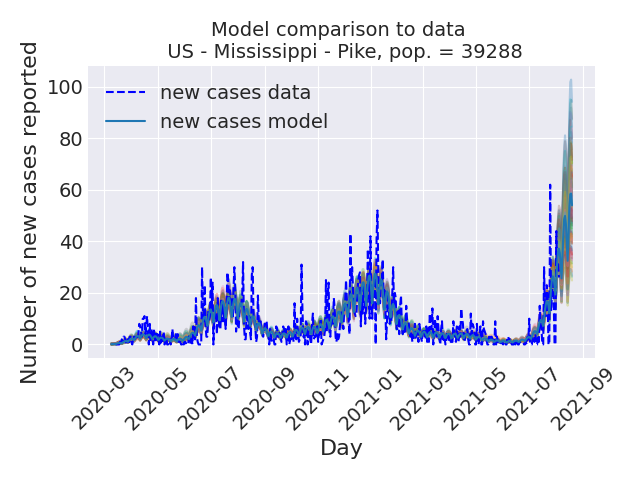 Model comparison to data
US - Mississippi - Pike, pop. = 39288
new cases data
new cases model
Number of new cases reported
100
80
60
40
20
0
2020-03
2020-05
2020-07
2020-09
2020-11
2021-01
2021-03
2021-05
2021-07
2021-09
Day